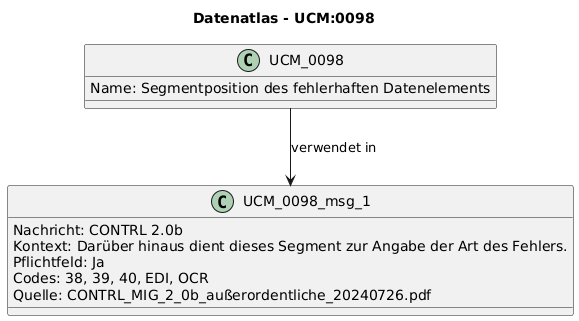 Datenatlas - UCM:0098
C UCM_0098
Name: Segmentposition des fehlerhaften Datenelements
verwendet in
C UCM_0098_msg_1
Nachricht: CONTRL 2.0b
Kontext: Darüber hinaus dient dieses Segment zur Angabe der Art des Fehlers.
Pflichtfeld: Ja
Codes: 38, 39, 40, EDI, OCR
Quelle: CONTRL_MIG_2_0b_außerordentliche_20240726.pdf